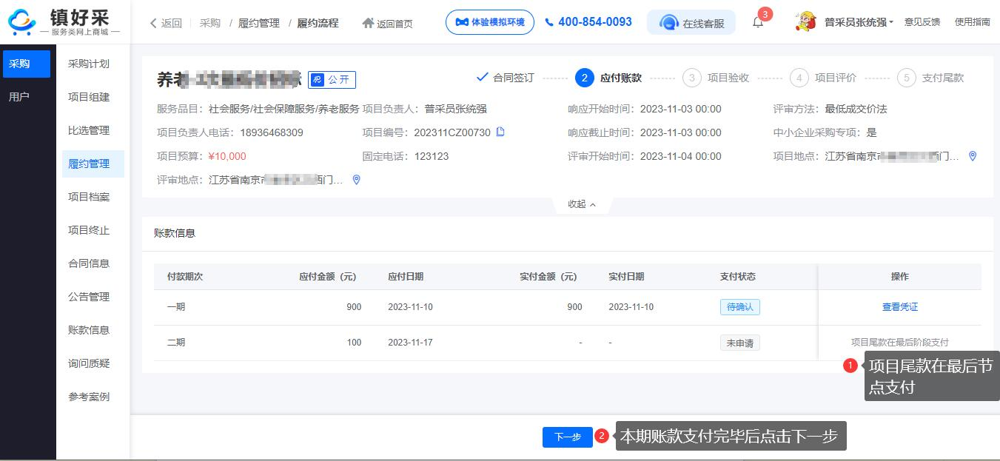 镇好采
服务类网上商城
返回 采购 / 履约管理 / 履约流程 返回首页
体验模拟环境
400-854-0093
在线客服
3
普采员张统强 意见反馈 使用指南
采购
用户
采购计划
项目组建
比选管理
履约管理
项目档案
项目终止
合同信息
公告管理
账款信息
询问质疑
参考案例
养老 公开
合同签订 2 应付账款 3 项目验收 4 项目评价 5 支付尾款
服务品目： 社会服务/社会保障服务/养老服务 项目负责人： 普采员张统强 响应开始时间： 2023-11-03 00:00 评审方法： 最低成交价法
项目负责人电话： 18936468309 项目编号： 202311CZ00730 响应截止时间： 2023-11-03 00:00 中小企业采购专项： 是
项目预算： ¥10,000 固定电话： 123123 评审开始时间： 2023-11-04 00:00 项目地点： 江苏省南京 西门...
评审地点： 江苏省南京 西门...
收起
账款信息
付款期次 应付金额（元） 应付日期 实付金额（元） 实付日期 支付状态 操作
一期 900 2023-11-10 900 2023-11-10 待确认 查看凭证
二期 100 2023-11-17 - - 未申请 项目尾款在最后阶段支付
1 项目尾款在最后节
点支付
下一步 2 本期账款支付完毕后点击下一步